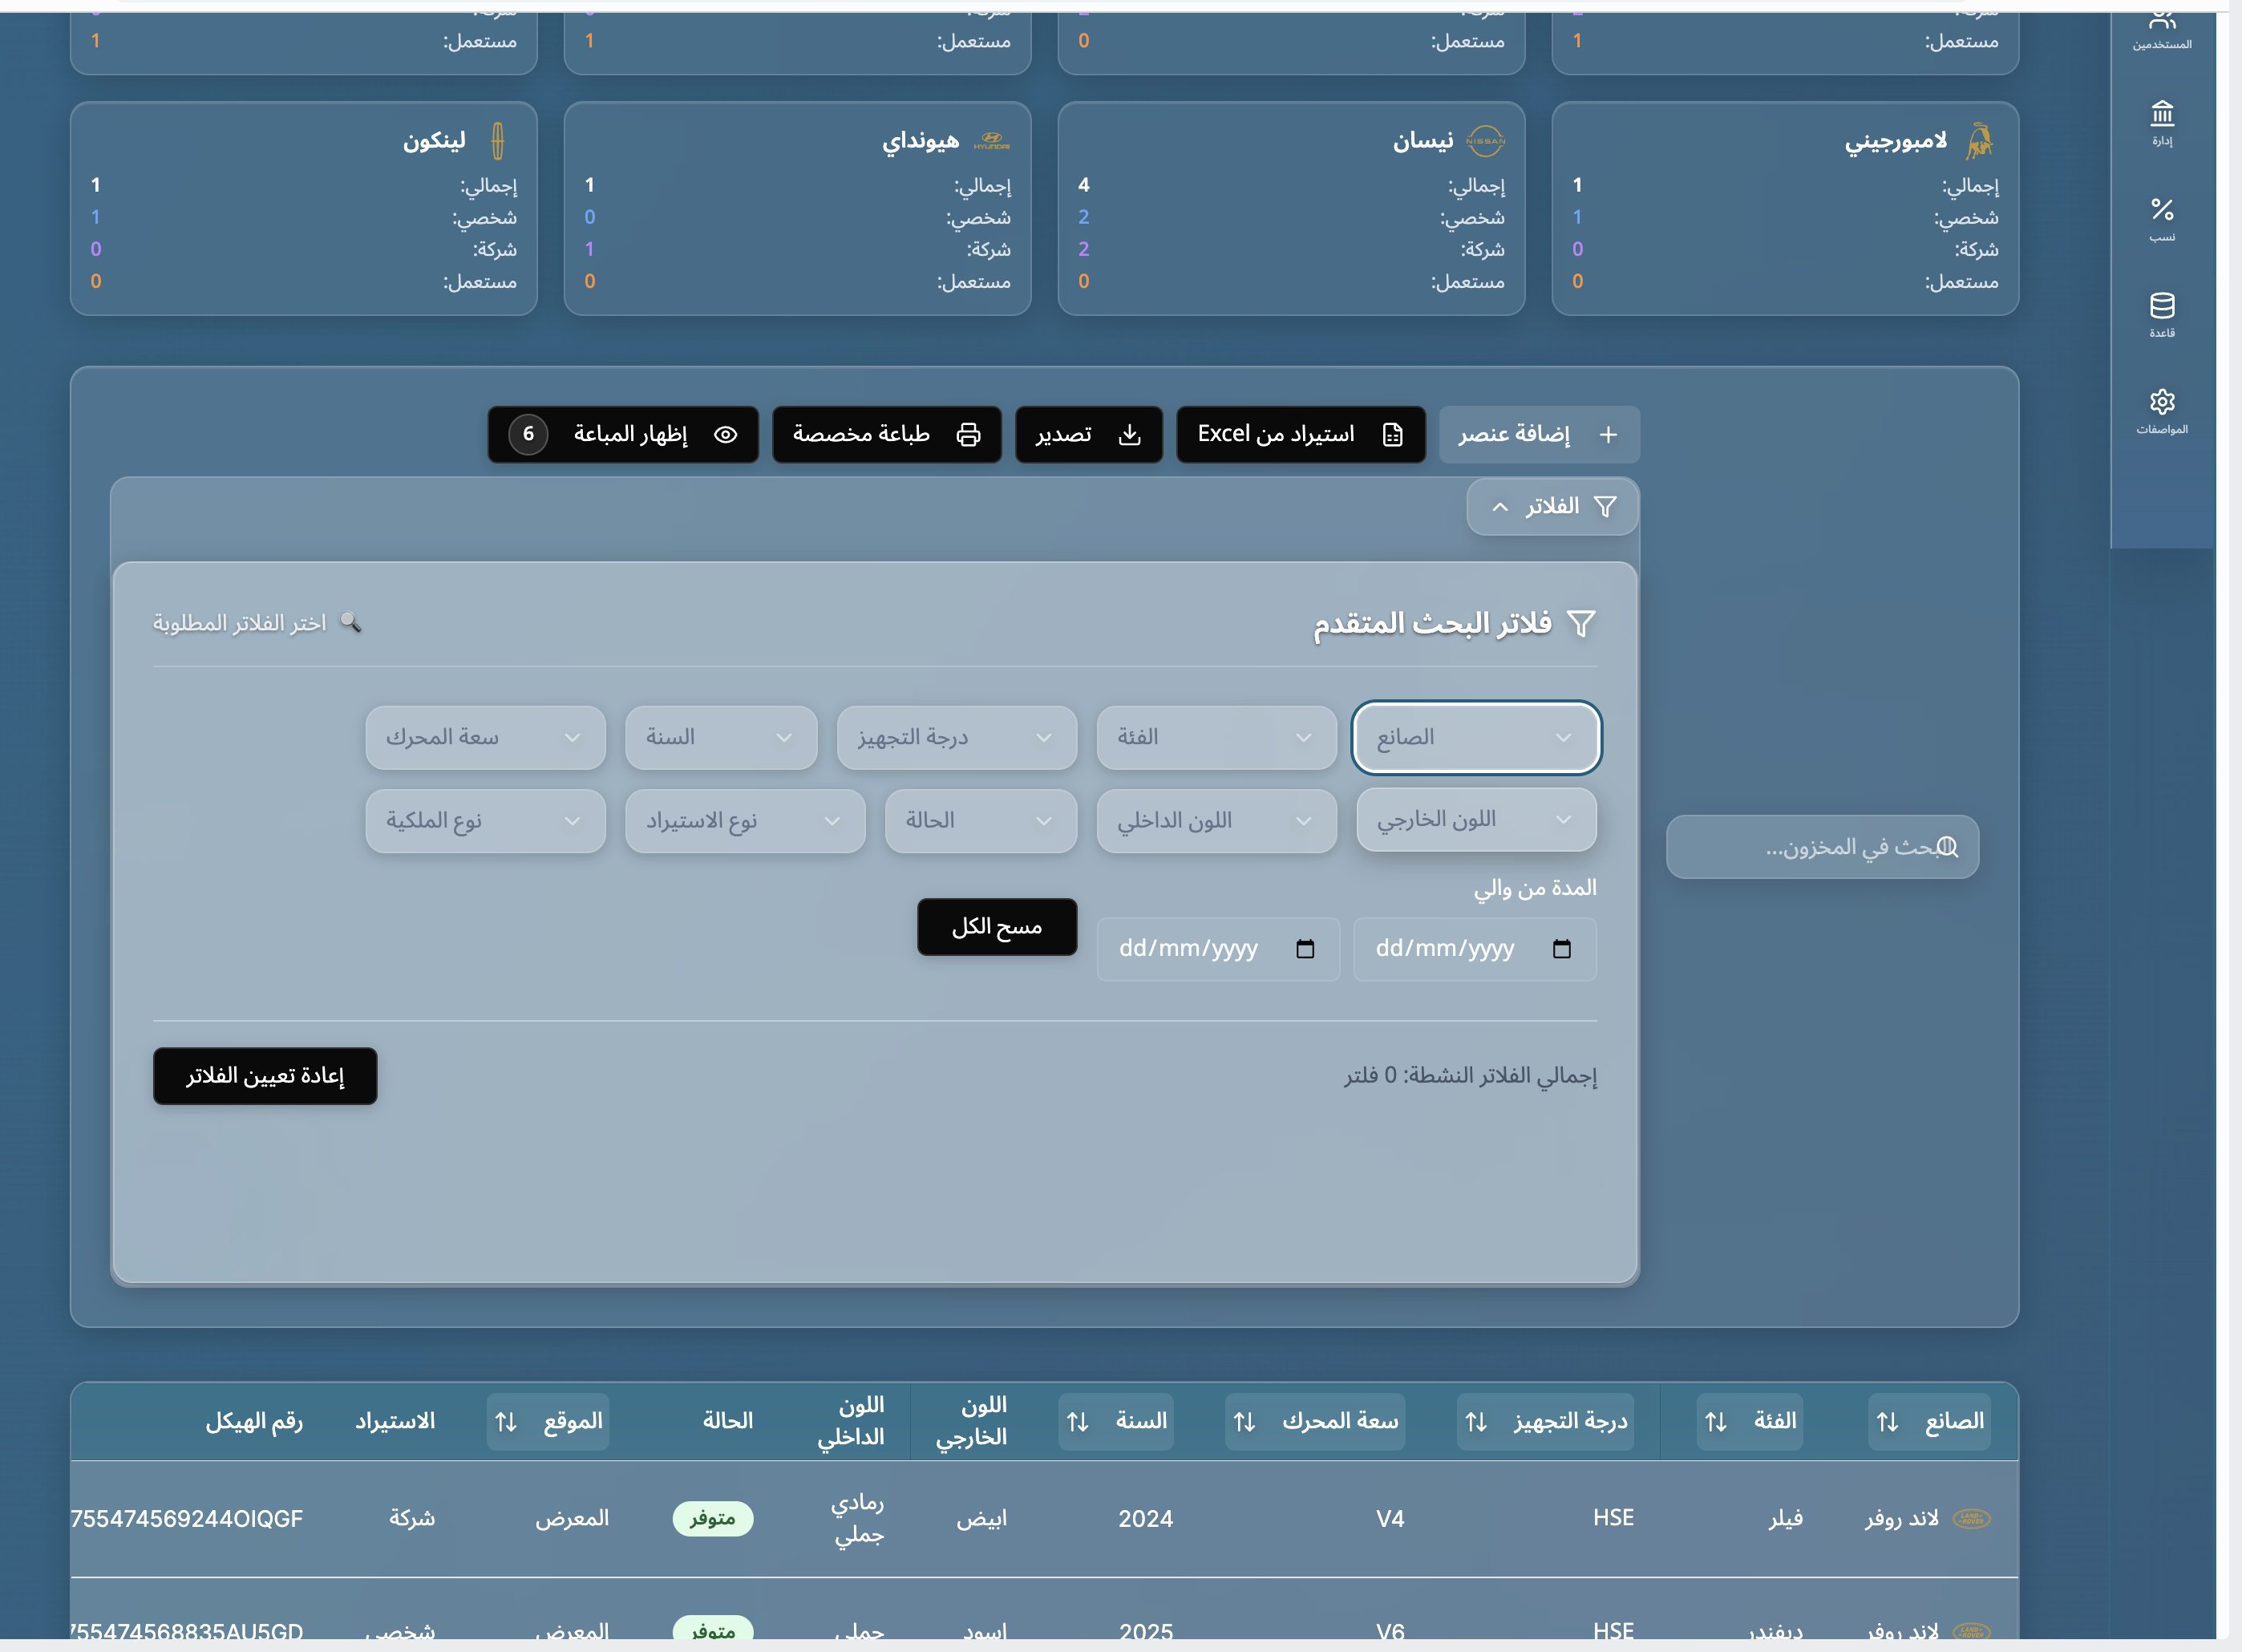 مستعمل: 1
مستعمل: 0
مستعمل: 1
مستعمل: 1
المستخدمين
إدارة
نسب
قاعدة
المواصفات
لامبورجيني
إجمالي: 1
شخصي: 1
شركة: 0
مستعمل: 0
NISSAN نيسان
إجمالي: 4
شخصي: 2
شركة: 2
مستعمل: 0
HYUNDAI هيونداي
إجمالي: 1
شخصي: 0
شركة: 1
مستعمل: 0
لينكون
إجمالي: 1
شخصي: 1
شركة: 0
مستعمل: 0
إضافة عنصر
استيراد من Excel
تصدير
طباعة مخصصة
إظهار المباعة 6
الفلاتر
البحث في المخزون...
فلاتر البحث المتقدم
🔍 اختر الفلاتر المطلوبة
الصانع الفئة درجة التجهيز السنة سعة المحرك
اللون الخارجي اللون الداخلي الحالة نوع الاستيراد نوع الملكية
المدة من والي
dd/mm/yyyy dd/mm/yyyy مسح الكل
إجمالي الفلاتر النشطة: 0 فلتر
إعادة تعيين الفلاتر
الصانع الفئة درجة التجهيز سعة المحرك السنة اللون الخارجي اللون الداخلي الحالة الموقع الاستيراد رقم الهيكل
LAND ROVER لاند روفر فيلر HSE V4 2024 ابيض رمادي جملي متوفر المعرض شركة 755474569244OIQGF
LAND ROVER لاند روفر ديفندر HSE V6 2025 اسود جملي متوفر المعرض شخصي 755474568835AU5GD